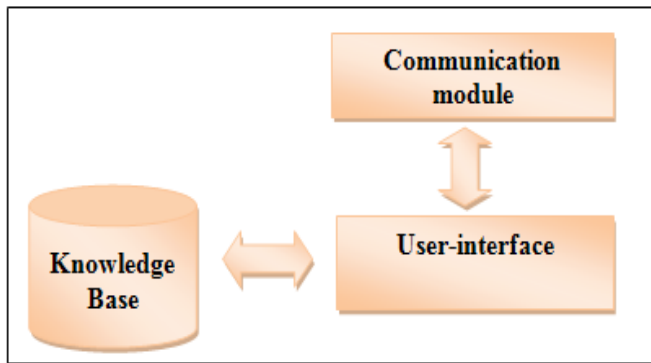 Communication
module
User-interface
Knowledge
Base